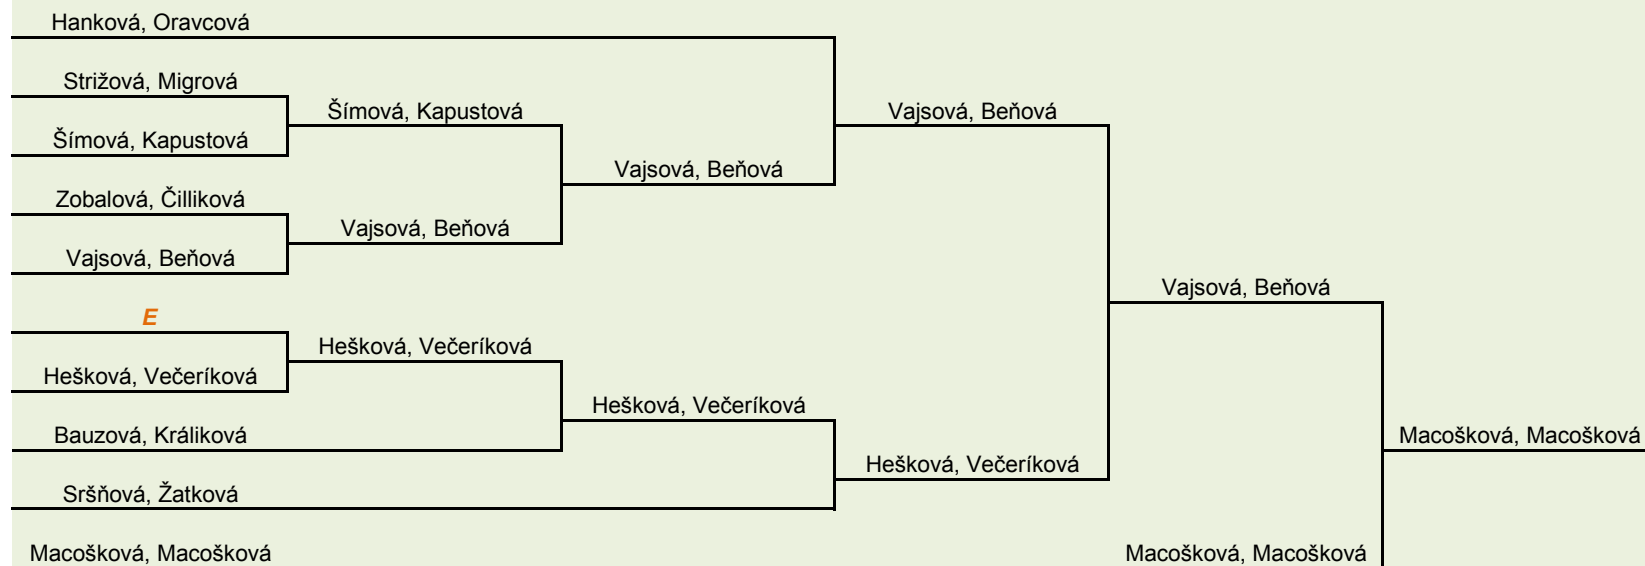 Hanková, Oravcová
Strižová, Migrová
Šímová, Kapustová
Vajsová, Beňová
Šímová, Kapustová
Vajsová, Beňová
Zobalová, Čilliková
Vajsová, Beňová
Vajsová, Beňová
Vajsová, Beňová
E
Hešková, Večeríková
Hešková, Večeríková
Hešková, Večeríková
Bauzová, Králiková
Macošková, Macošková
Hešková, Večeríková
Sršňová, Žatková
Macošková, Macošková
Macošková, Macošková